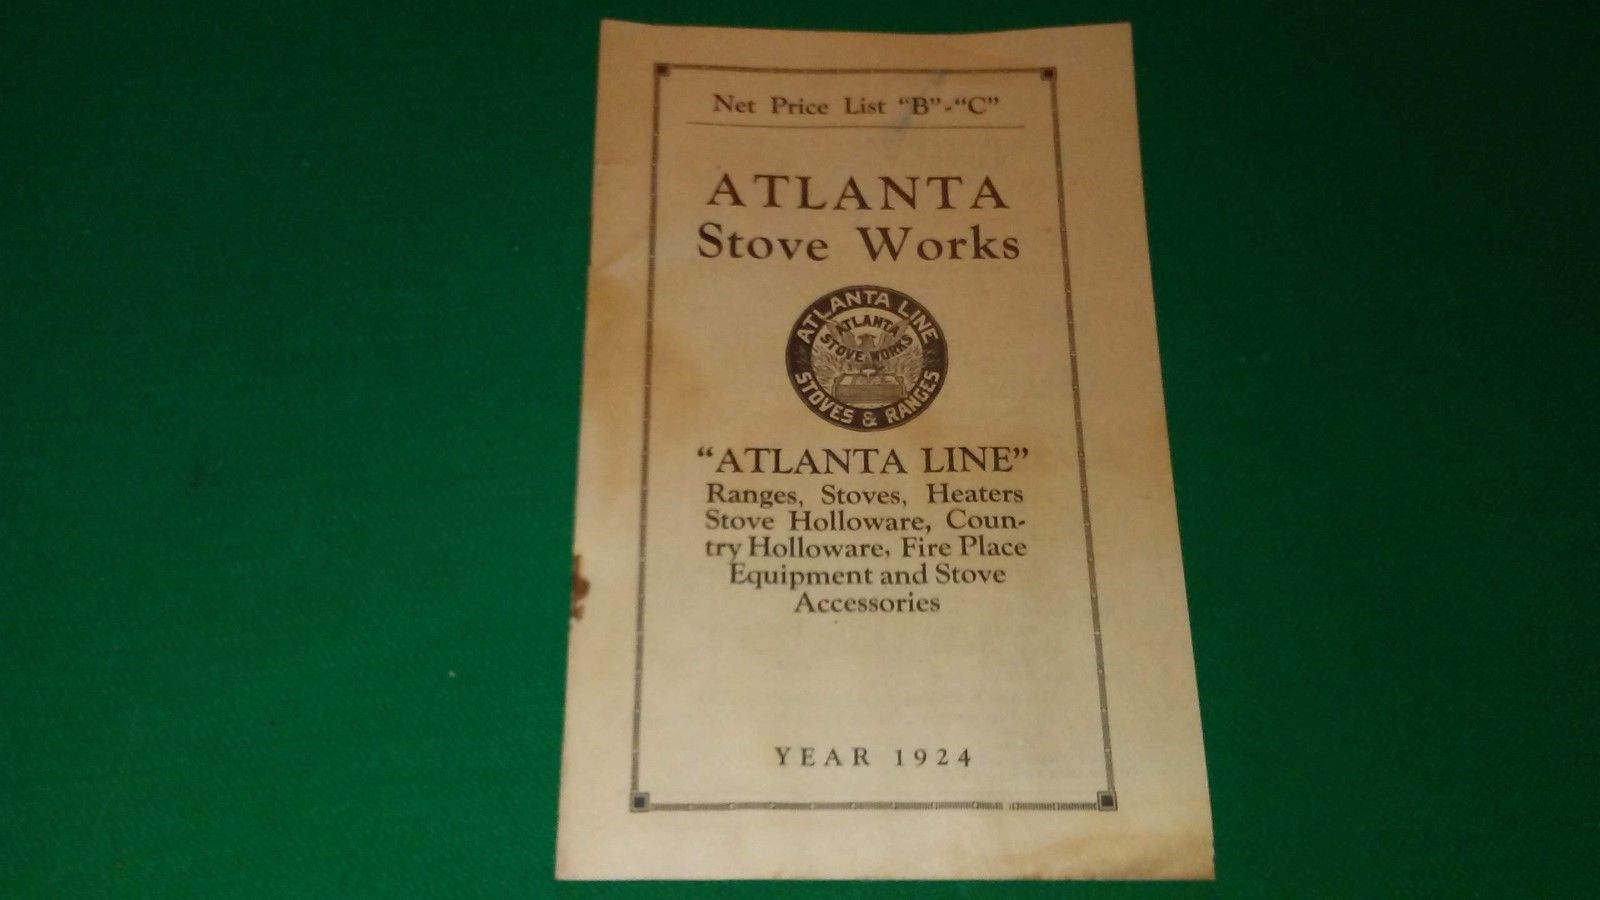 Net Price List "B"-"C"
ATLANTA
Stove Works
ATLANTA LINE
ATLANTA
STOVE WORKS
STOVES & RANGES
"ATLANTA LINE"
Ranges, Stoves, Heaters
Stove Holloware, Coun-
try Holloware, Fire Place
Equipment and Stove
Accessories
YEAR 1924